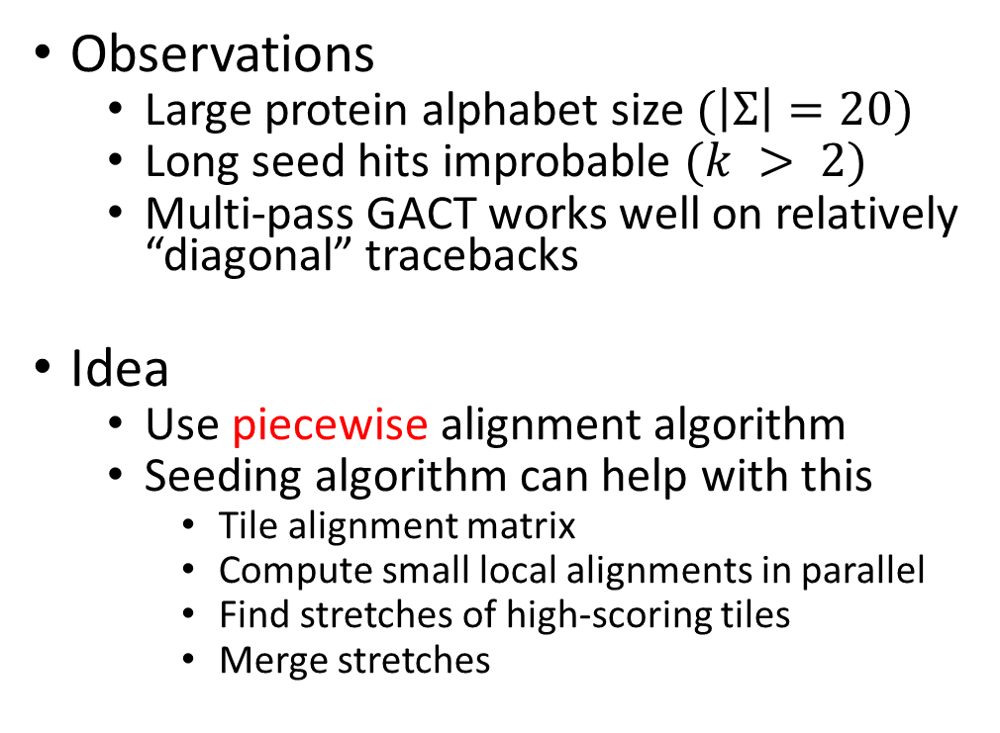 • Observations
• Large protein alphabet size (|Σ| = 20)
• Long seed hits improbable (k > 2)
• Multi-pass GACT works well on relatively
“diagonal” tracebacks
• Idea
• Use piecewise alignment algorithm
• Seeding algorithm can help with this
• Tile alignment matrix
• Compute small local alignments in parallel
• Find stretches of high-scoring tiles
• Merge stretches